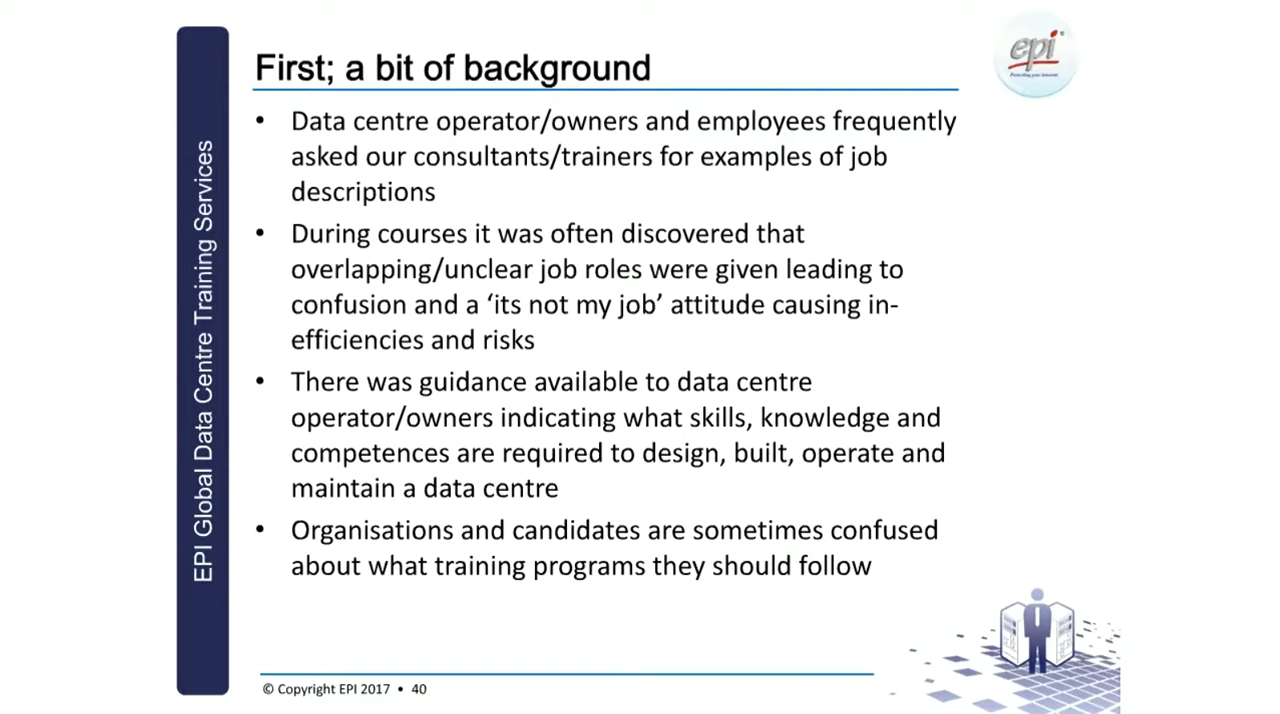 First; a bit of background
epi
Protecting your interests
• Data centre operator/owners and employees frequently
asked our consultants/trainers for examples of job
descriptions
• During courses it was often discovered that
overlapping/unclear job roles were given leading to
confusion and a ‘its not my job’ attitude causing in-
efficiencies and risks
• There was guidance available to data centre
operator/owners indicating what skills, knowledge and
competences are required to design, built, operate and
maintain a data centre
• Organisations and candidates are sometimes confused
about what training programs they should follow
EPI Global Data Centre Training Services
© Copyright EPI 2017 • 40